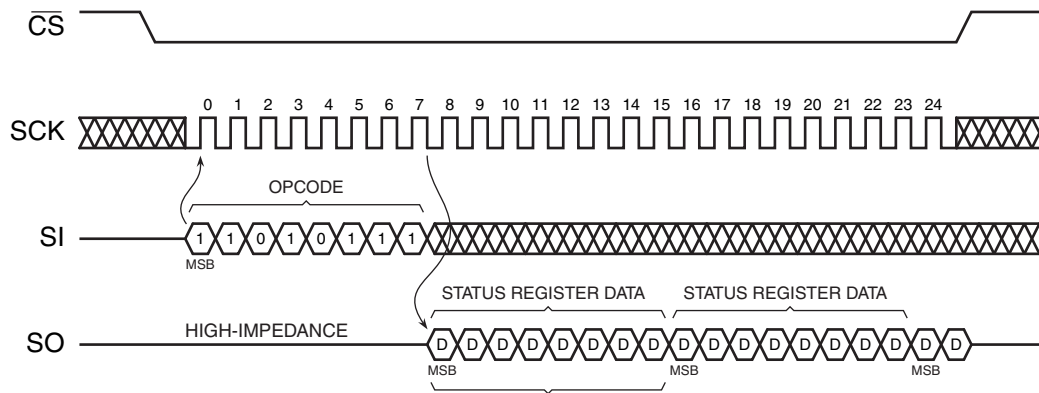 CS
0 1 2 3 4 5 6 7 8 9 10 11 12 13 14 15 16 17 18 19 20 21 22 23 24
SCK
OPCODE
SI 1 1 0 1 0 1 1 1
MSB
STATUS REGISTER DATA STATUS REGISTER DATA
HIGH-IMPEDANCE
SO D D D D D D D D D D D D D D D D D D
MSB MSB MSB